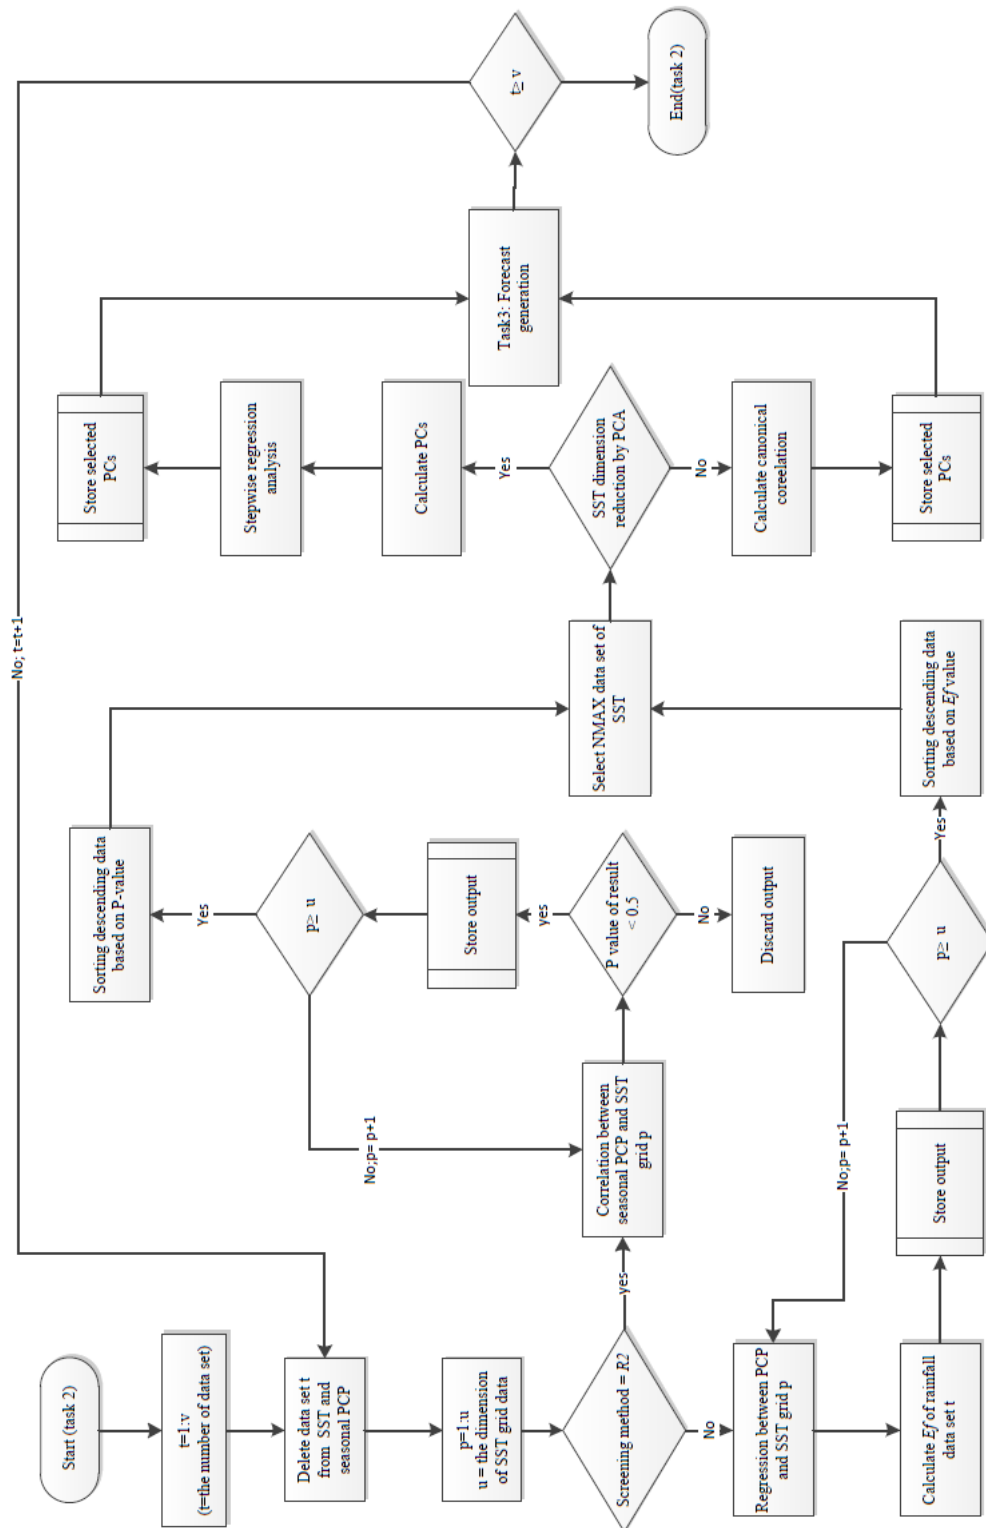 Start (task 2)
t=1:v
(t=the number of data set)
Delete data set t
from  SST and
seasonal PCP
p=1:u
u = the dimension
of SST grid data
Screening method = R2
yes
No
Correlation between
seasonal PCP and SST
grid p
P value of result
< 0.5
yes
No
Discard output
Store output
p≥ u
No;p= p+1
Yes
Sorting descending data
based on P-value
Regression between PCP
and SST grid p
Calculate Ef of rainfall
data set t
Store output
p≥ u
No;p= p+1
Yes
Sorting descending data
based on Ef value
Select NMAX data set of
SST
SST dimension
reduction by PCA
Yes
No
Calculate PCs
Stepwise regression
analysis
Store selected
PCs
Calculate canonical
coreelation
Store selected
PCs
Task3: Forecast
generation
t≥ v
No; t=t+1
End(task 2)